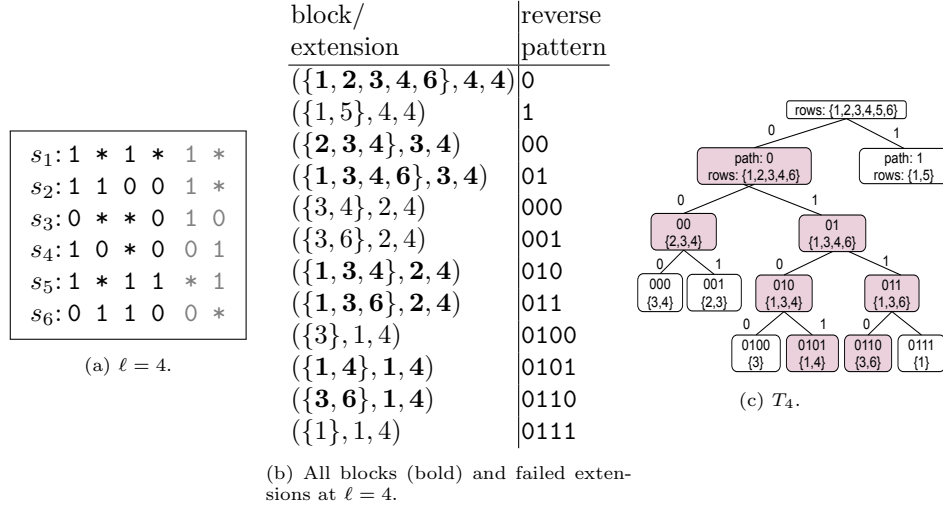 s1: 1 * 1 * 1 *
s2: 1 1 0 0 1 *
s3: 0 * * 0 1 0
s4: 1 0 * 0 0 1
s5: 1 * 1 1 * 1
s6: 0 1 1 0 0 *
(a) ℓ = 4.
block/ reverse
extension pattern
({1, 2, 3, 4, 6}, 4, 4) 0
({1, 5}, 4, 4) 1
({2, 3, 4}, 3, 4) 00
({1, 3, 4, 6}, 3, 4) 01
({3, 4}, 2, 4) 000
({3, 6}, 2, 4) 001
({1, 3, 4}, 2, 4) 010
({1, 3, 6}, 2, 4) 011
({3}, 1, 4) 0100
({1, 4}, 1, 4) 0101
({3, 6}, 1, 4) 0110
({1}, 1, 4) 0111
(b) All blocks (bold) and failed exten-
sions at ℓ = 4.
rows: {1,2,3,4,5,6}
0 1
path: 0 path: 1
rows: {1,2,3,4,6} rows: {1,5}
0 1
00 01
{2,3,4} {1,3,4,6}
0 1 0 1
000 001 010 011
{3,4} {2,3} {1,3,4} {1,3,6}
0 1 0 1
0100 0101 0110 0111
{3} {1,4} {3,6} {1}
(c) T4.